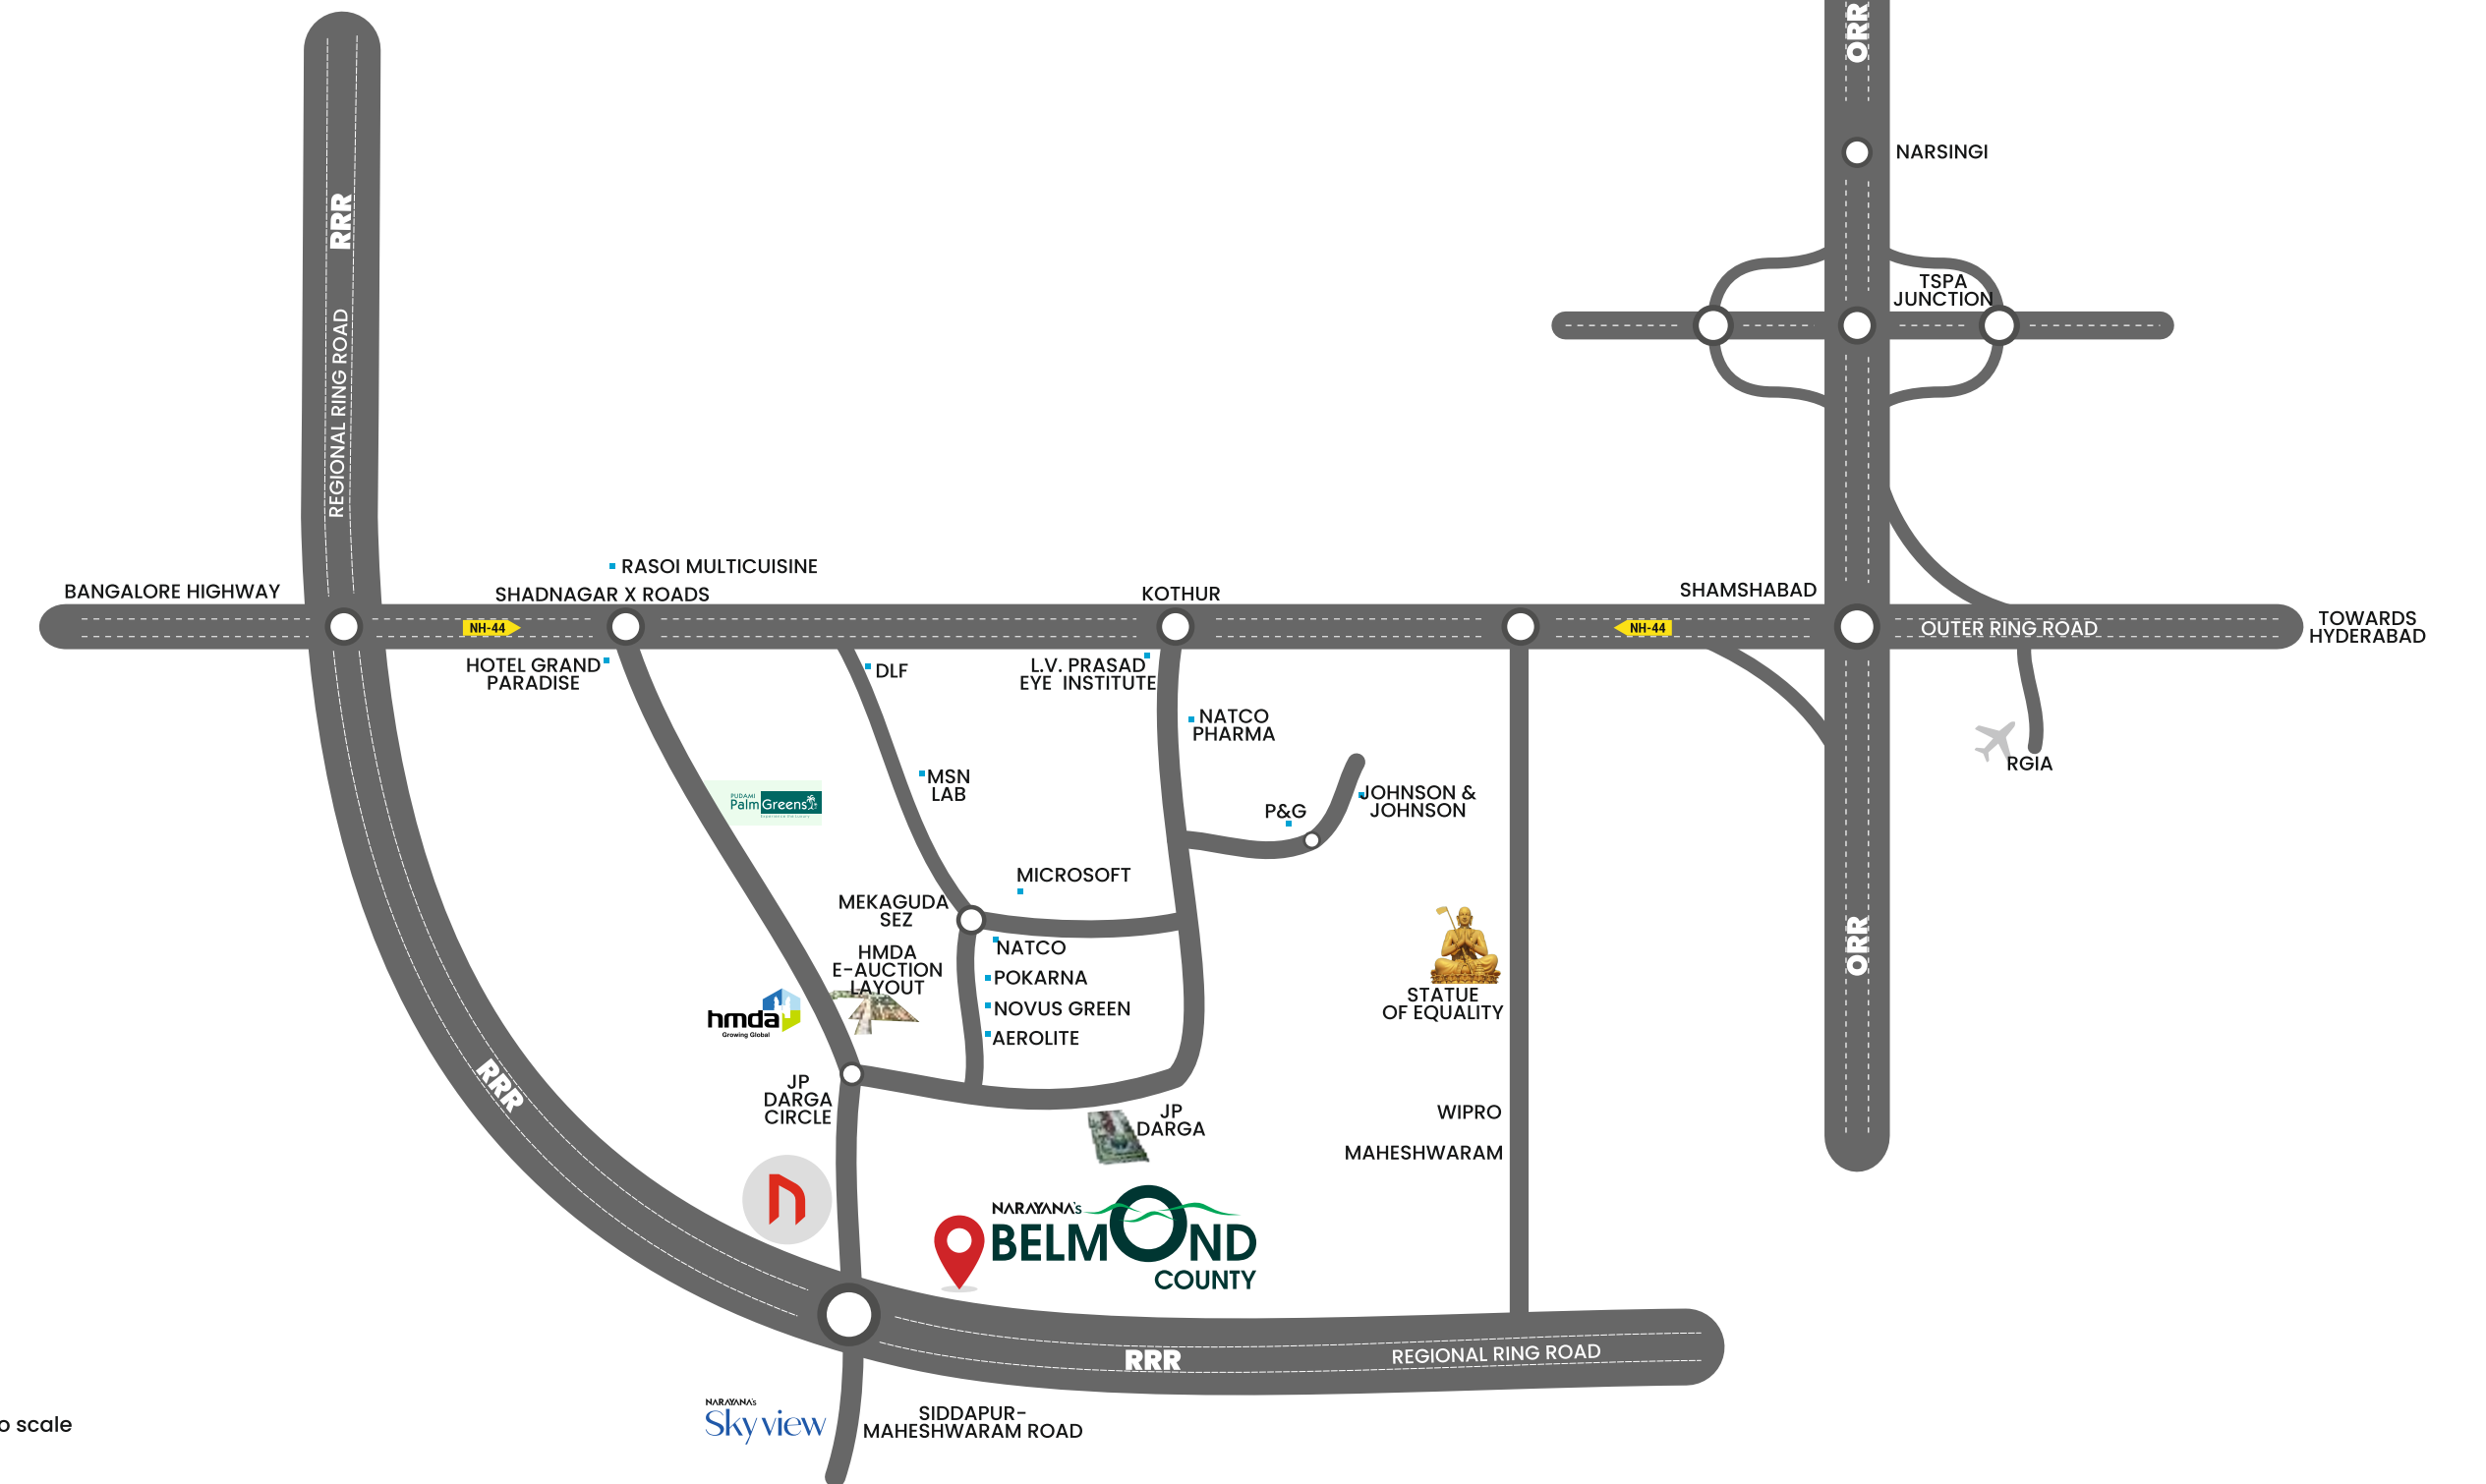 ORR
NARSINGI
RRR
TSPA
JUNCTION
REGIONAL RING ROAD
RASOI MULTICUISINE
BANGALORE HIGHWAY
SHADNAGAR X ROADS
KOTHUR
SHAMSHABAD
NH-44
NH-44
OUTER RING ROAD
TOWARDS
HYDERABAD
HOTEL GRAND
PARADISE
DLF
L.V. PRASAD
EYE INSTITUTE
NATCO
PHARMA
RGIA
MSN
LAB
PUDAMI
Palm Greens
P&G
JOHNSON &
JOHNSON
MICROSOFT
MEKAGUDA
SEZ
NATCO
HMDA
E-AUCTION
LAYOUT
POKARNA
NOVUS GREEN
AEROLITE
hmda
Growing Global
STATUE
OF EQUALITY
ORR
RRR
JP
DARGA
CIRCLE
JP
DARGA
WIPRO
MAHESHWARAM
NARAYANA's
BELMOND
COUNTY
RRR
REGIONAL RING ROAD
NARAYANA's
Sky view
SIDDAPUR-
MAHESHWARAM ROAD
o scale